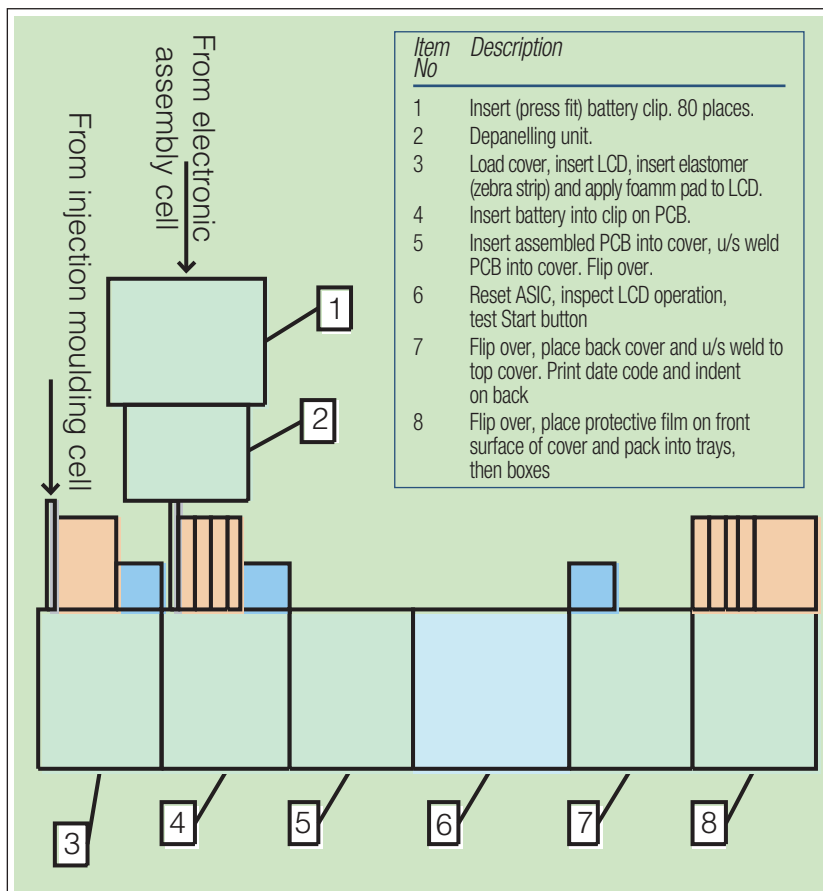 From electronic
assembly cell
From injection moulding cell
Item No Description
1 Insert (press fit) battery clip. 80 places.
2 Depanelling unit.
3 Load cover, insert LCD, insert elastomer
(zebra strip) and apply foamm pad to LCD.
4 Insert battery into clip on PCB.
5 Insert assembled PCB into cover, u/s weld
PCB into cover. Flip over.
6 Reset ASIC, inspect LCD operation,
test Start button
7 Flip over, place back cover and u/s weld to
top cover. Print date code and indent
on back
8 Flip over, place protective film on front
surface of cover and pack into trays,
then boxes
1
2
3
4
5
6
7
8